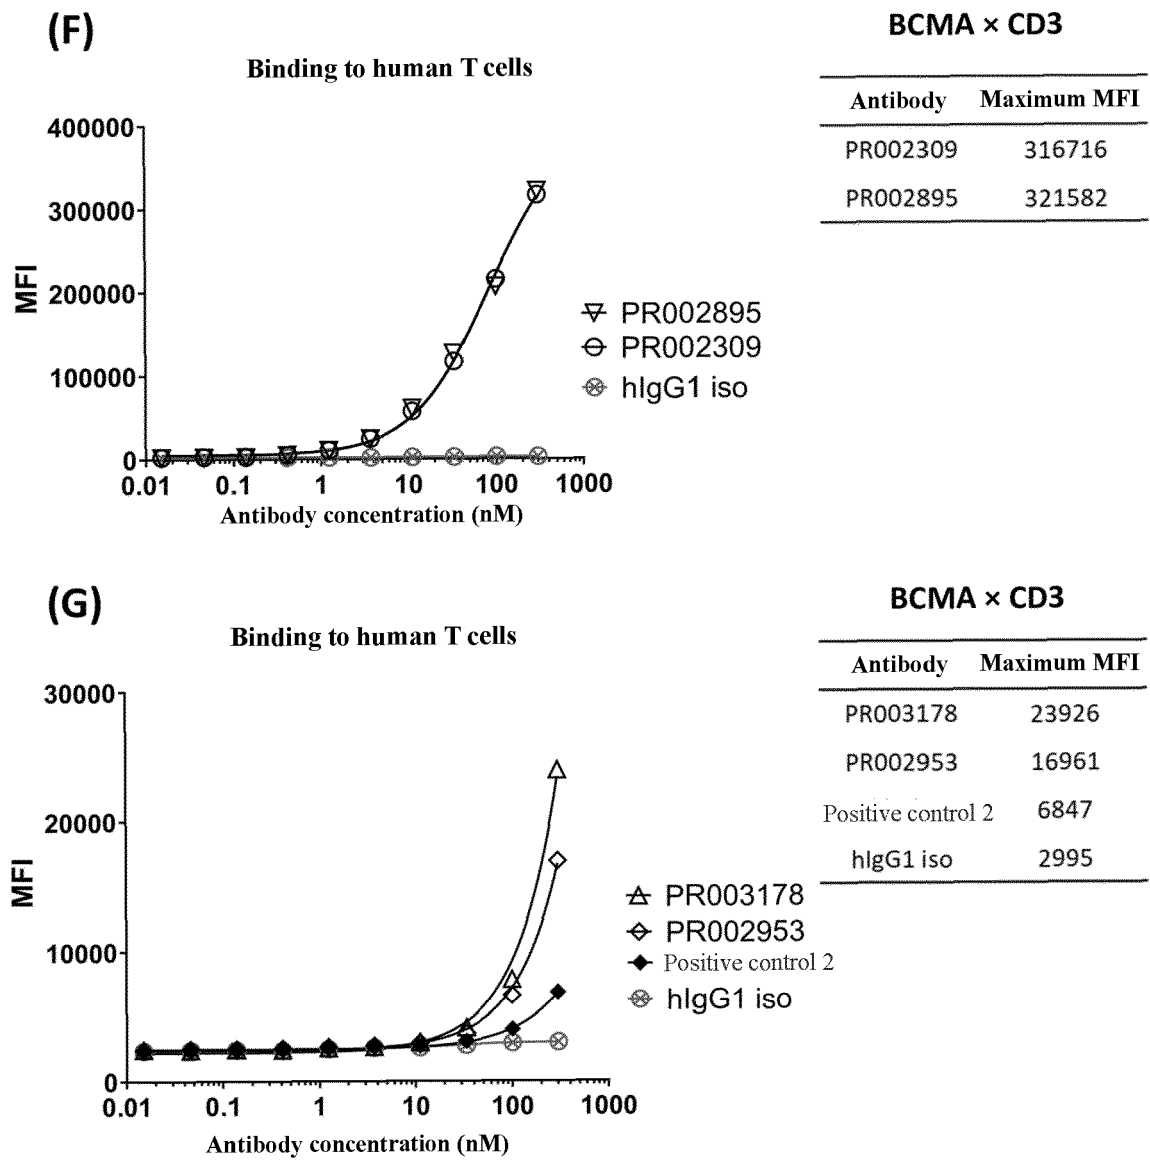 (F)
Binding to human T cells
MFI
400000
300000
200000
100000
0
0.01 0.1 1 10 100 1000
Antibody concentration (nM)
PR002895
PR002309
hIgG1 iso
BCMA × CD3
Antibody Maximum MFI
PR002309 316716
PR002895 321582
(G)
Binding to human T cells
MFI
30000
20000
10000
0
0.01 0.1 1 10 100 1000
Antibody concentration (nM)
PR003178
PR002953
Positive control 2
hIgG1 iso
BCMA × CD3
Antibody Maximum MFI
PR003178 23926
PR002953 16961
Positive control 2 6847
hIgG1 iso 2995